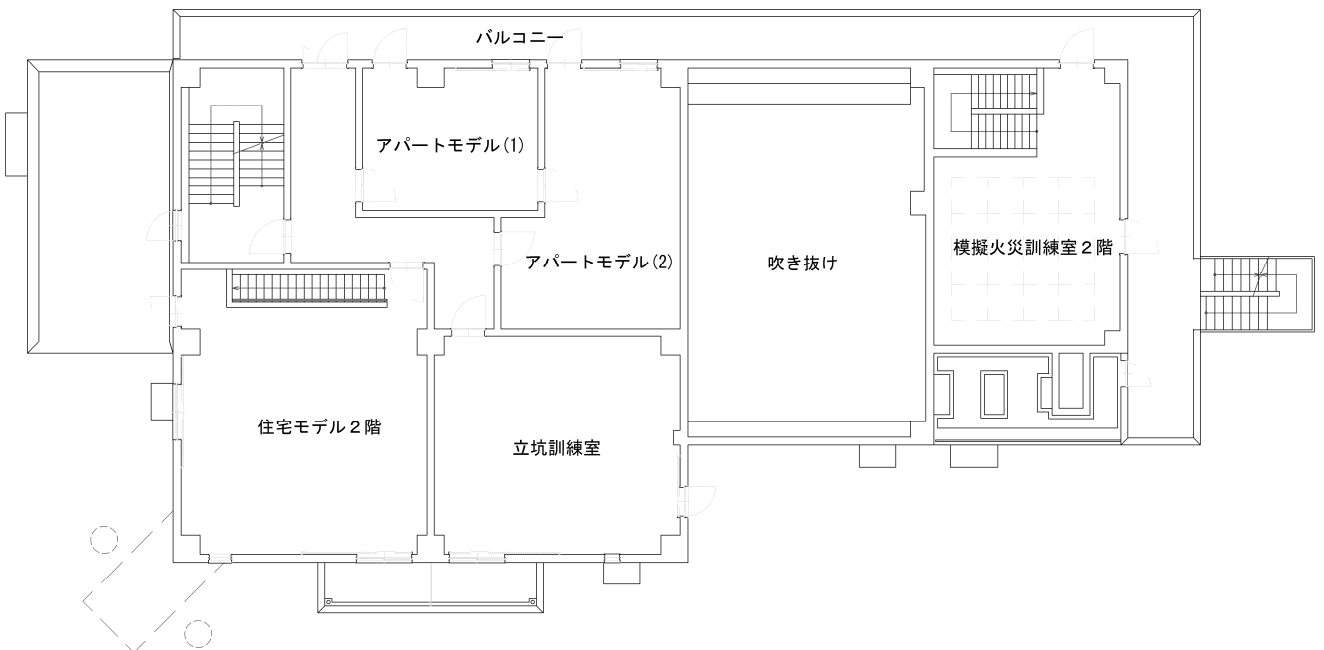 バルコニー
アパートモデル(1)
アパートモデル(2)
吹き抜け
模擬火災訓練室２階
住宅モデル２階
立坑訓練室